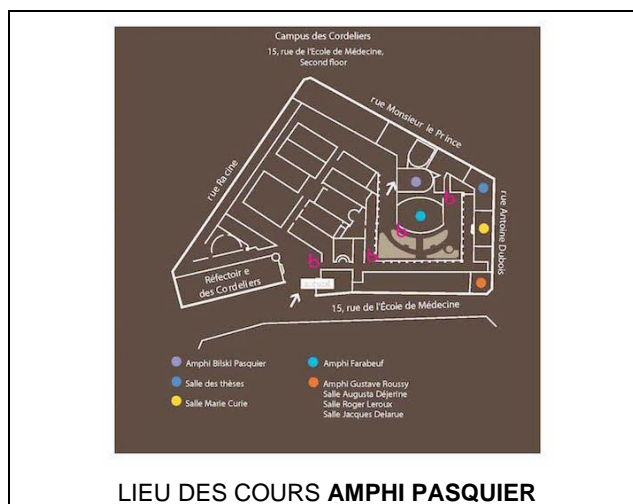 Campus des Cordeliers
15, rue de l'Ecole de Médecine,
Second floor
rue Monsieur le Prince
rue Racine
rue Antoine Dubois
b
b
b
b
Réfectoir e
des Cordeliers
15, rue de l'École de Médecine
Amphi Bilski Pasquier
Salle des thèses
Salle Marie Curie
Amphi Farabeuf
Amphi Gustave Roussy
Salle Augusta Déjerine
Salle Roger Leroux
Salle Jacques Delarue
LIEU DES COURS AMPHI PASQUIER